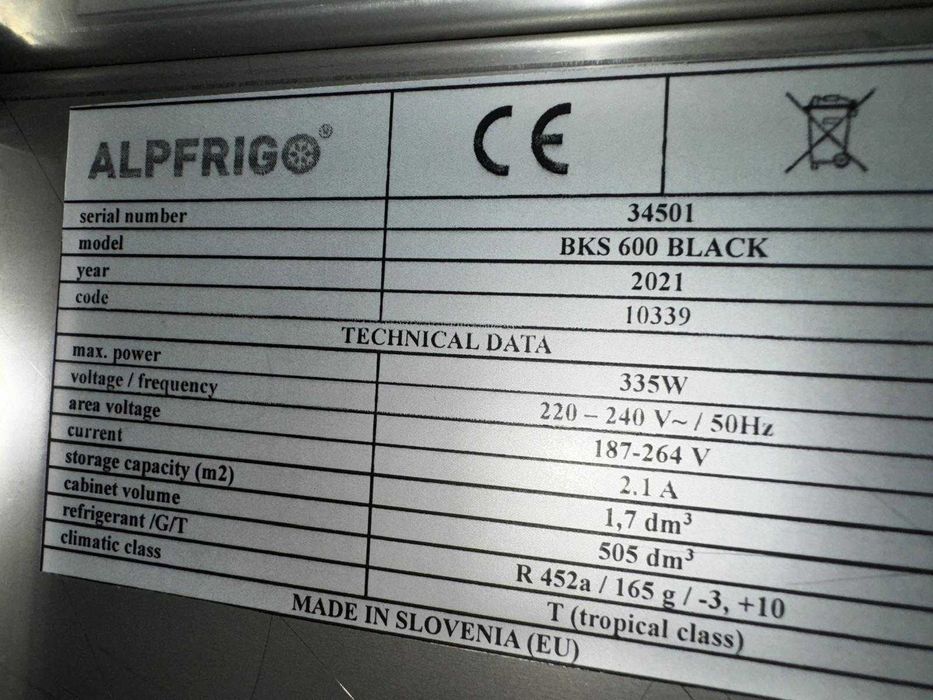 ALPFRIGO® CE
serial number 34501
model BKS 600 BLACK
year 2021
code 10339
TECHNICAL DATA
max. power 335W
voltage / frequency 220 – 240 V~ / 50Hz
area voltage 187-264 V
current 2.1 A
storage capacity (m2) 1,7 dm³
cabinet volume 505 dm³
refrigerant /G/T R 452a / 165 g / -3, +10
climatic class T (tropical class)
MADE IN SLOVENIA (EU)